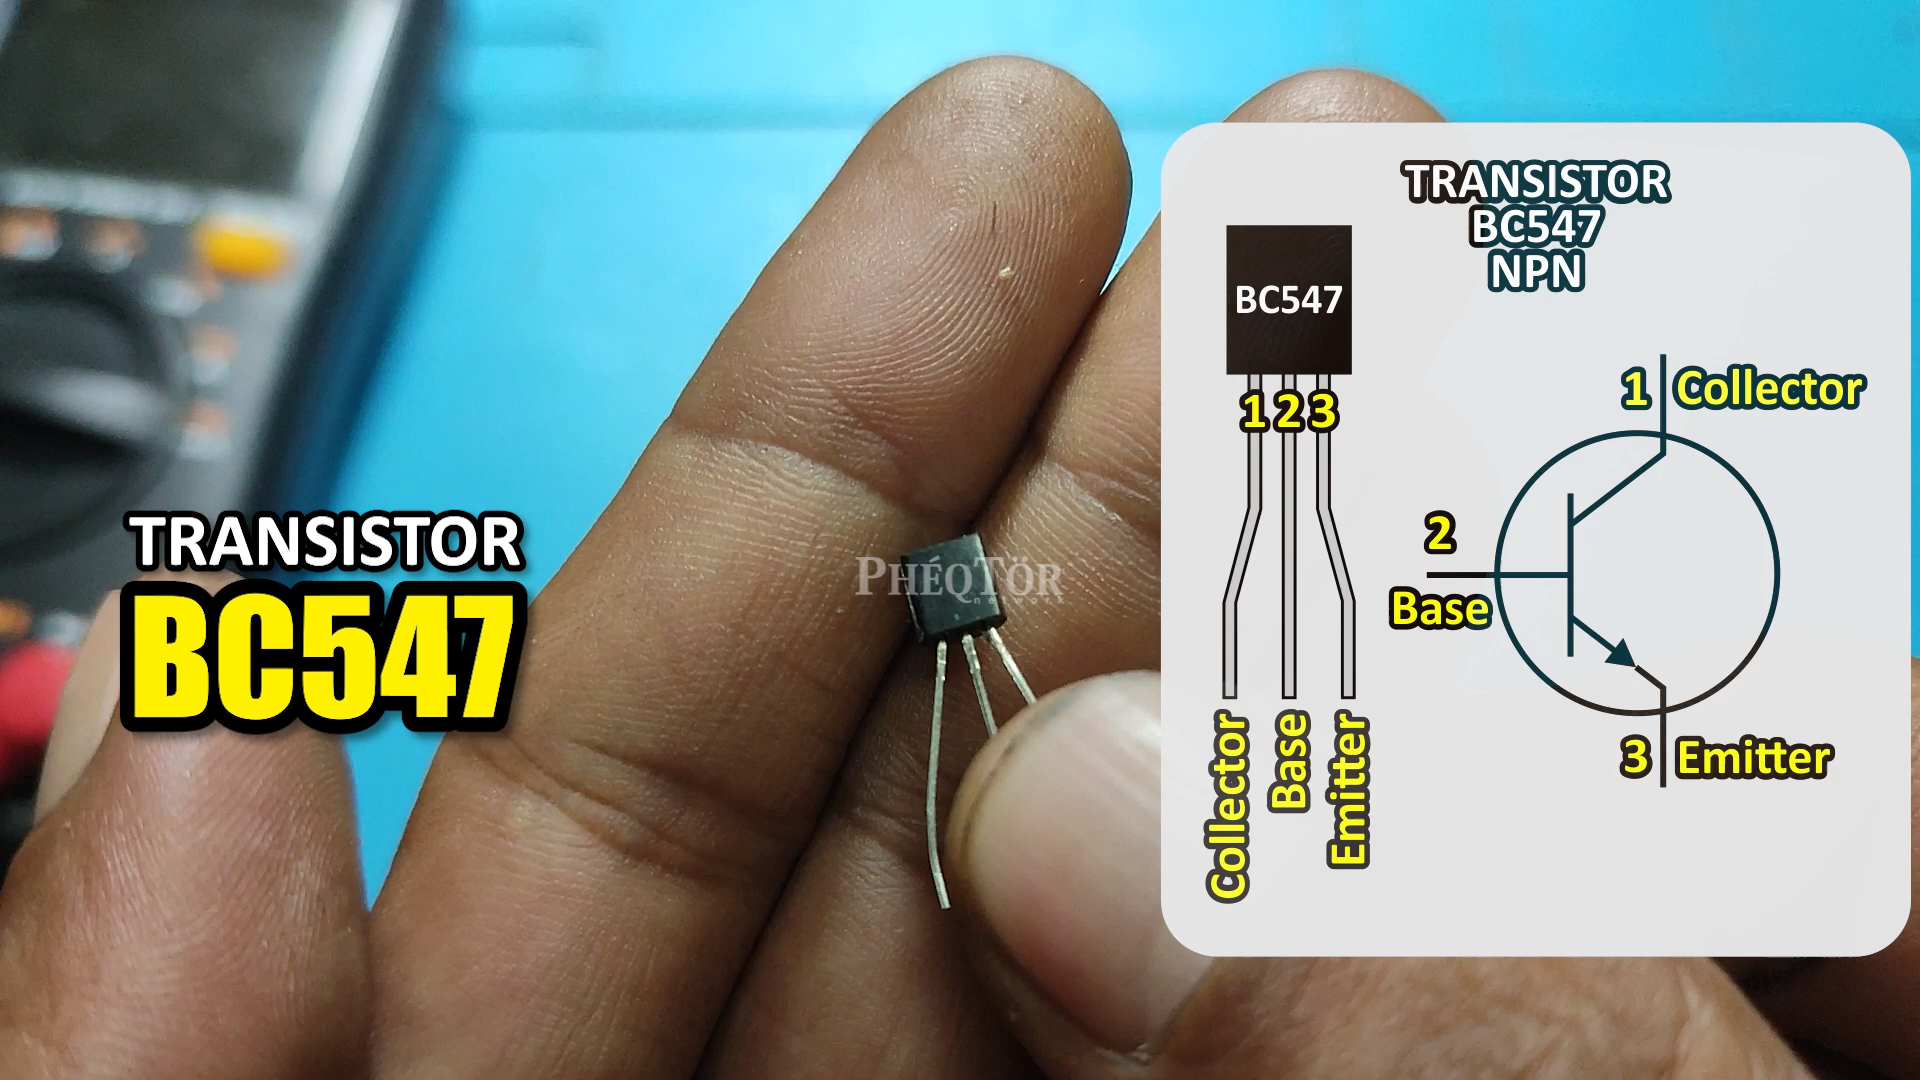 TRANSISTOR
BC547
PHÉQTÖR
network
TRANSISTOR
BC547
NPN
BC547
1 2 3
Collector
Base
Emitter
1 Collector
2
Base
3 Emitter